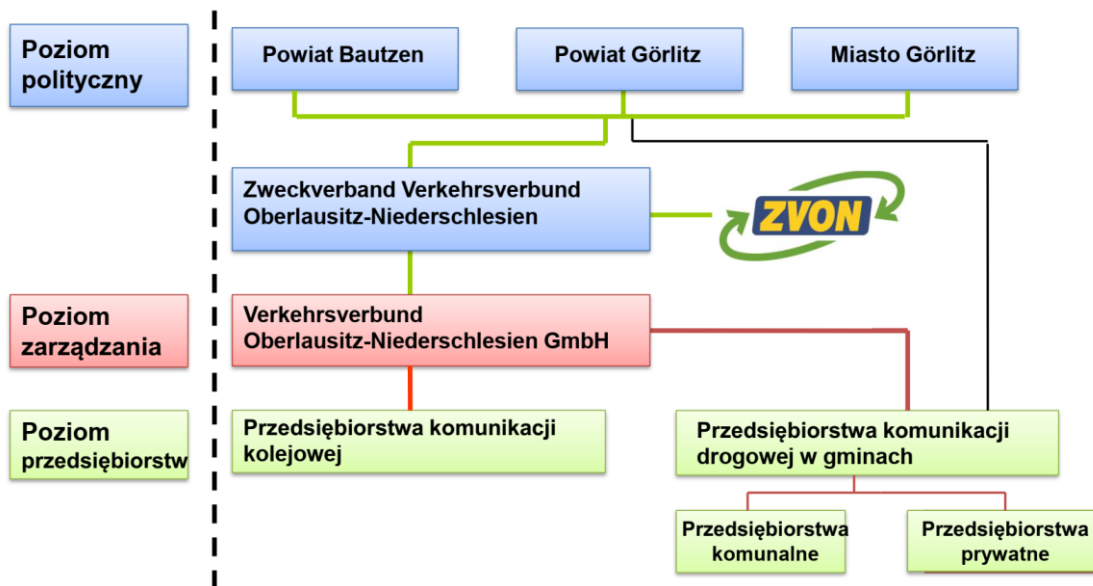 Poziom
polityczny
Powiat Bautzen
Powiat Görlitz
Miasto Görlitz
Zweckverband Verkehrsverbund
Oberlausitz-Niederschlesien
ZVON
Poziom
zarządzania
Verkehrsverbund
Oberlausitz-Niederschlesien GmbH
Poziom
przedsiębiorstw
Przedsiębiorstwa komunikacji
kolejowej
Przedsiębiorstwa komunikacji
drogowej w gminach
Przedsiębiorstwa
komunalne
Przedsiębiorstwa
prywatne